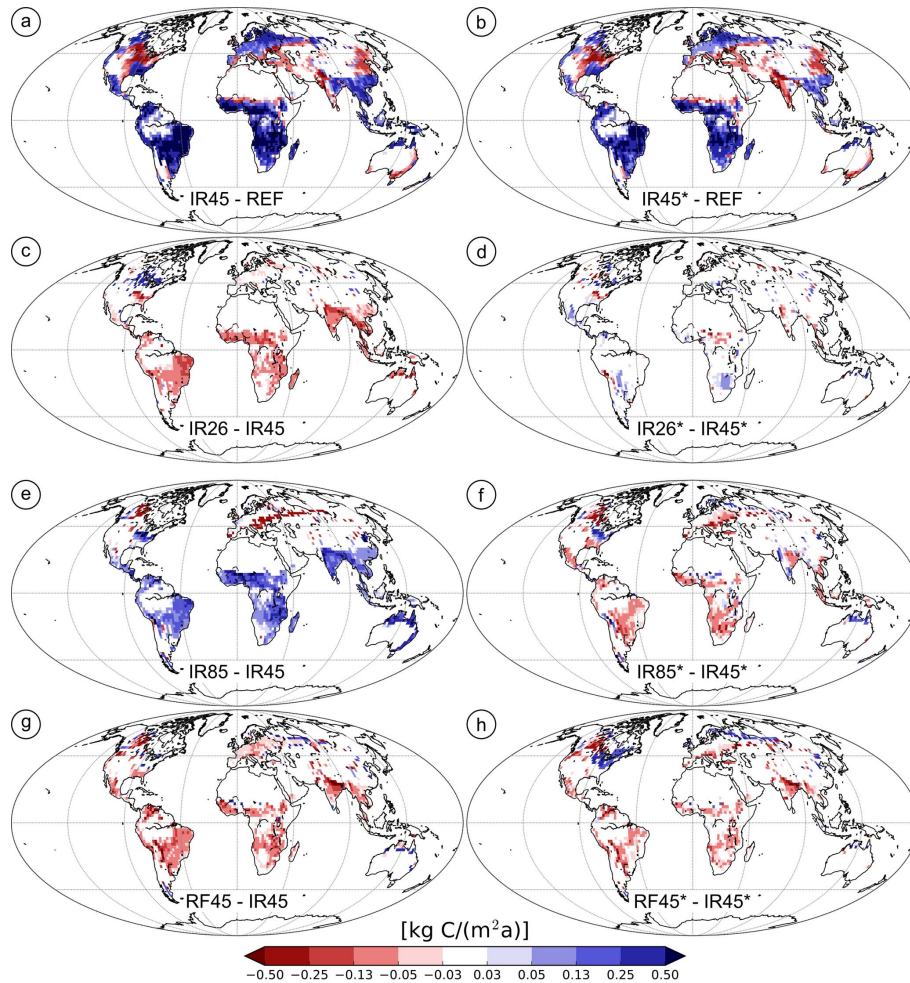 a
b
IR45 - REF
IR45* - REF
c
d
IR26 - IR45
IR26* - IR45*
e
f
IR85 - IR45
IR85* - IR45*
g
h
RF45 - IR45
RF45* - IR45*
[kg C/(m²a)]
−0.50 −0.25 −0.13 −0.05 −0.03 0.03 0.05 0.13 0.25 0.50